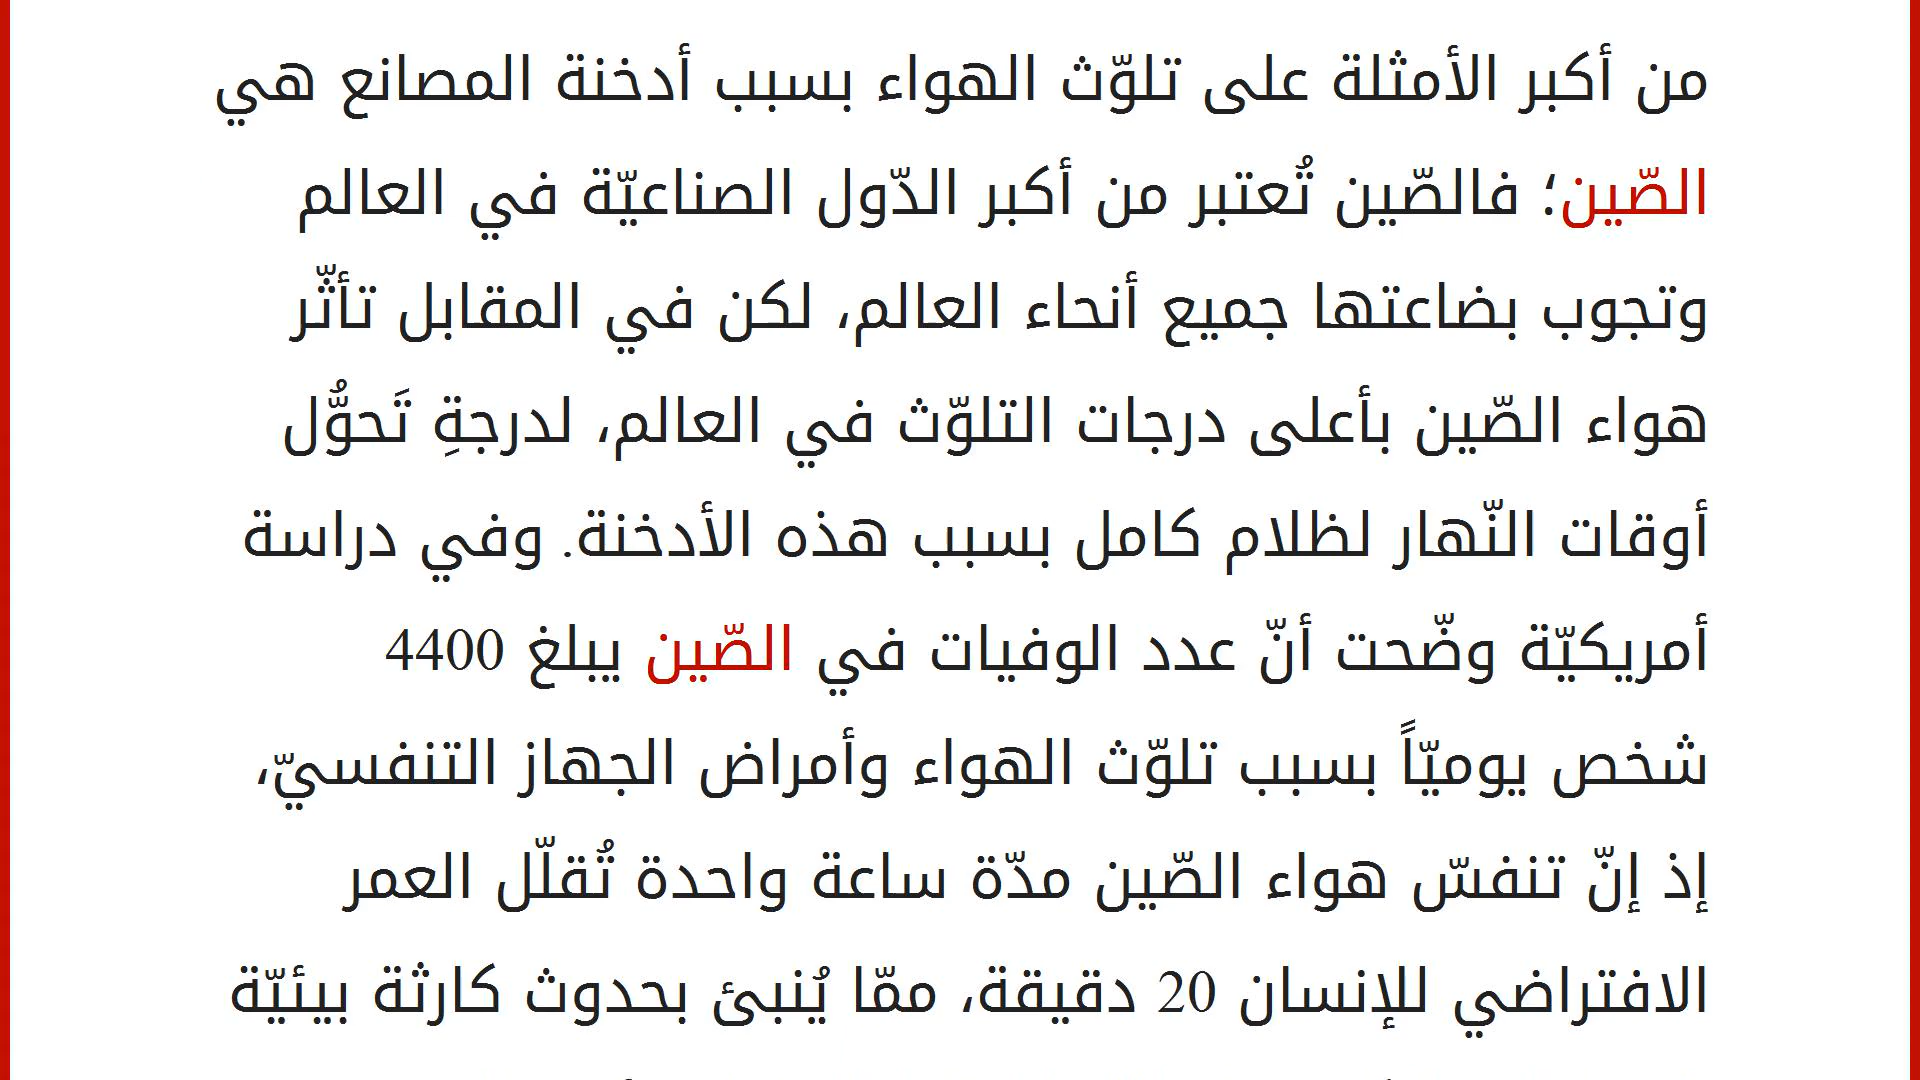 من أكبر الأمثلة على تلوّث الهواء بسبب أدخنة المصانع هي
الصّين؛ فالصّين تُعتبر من أكبر الدّول الصناعيّة في العالم
وتجوب بضاعتها جميع أنحاء العالم، لكن في المقابل تأثّر
هواء الصّين بأعلى درجات التلوّث في العالم، لدرجةِ تَحوُّل
أوقات النّهار لظلام كامل بسبب هذه الأدخنة. وفي دراسة
أمريكيّة وضّحت أنّ عدد الوفيات في الصّين يبلغ 4400
شخص يوميّاً بسبب تلوّث الهواء وأمراض الجهاز التنفسيّ،
إذ إنّ تنفسّ هواء الصّين مدّة ساعة واحدة تُقلّل العمر
الافتراضي للإنسان 20 دقيقة، ممّا يُنبئ بحدوث كارثة بيئيّة